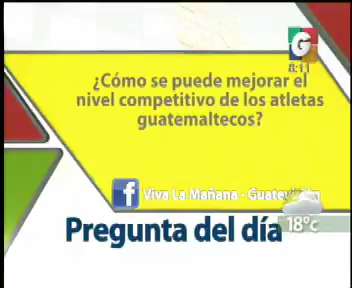 G
8:11
¿Cómo se puede mejorar el
nivel competitivo de los atletas
guatemaltecos?
Viva La Mañana - Guatevisión
Pregunta del día
18°c